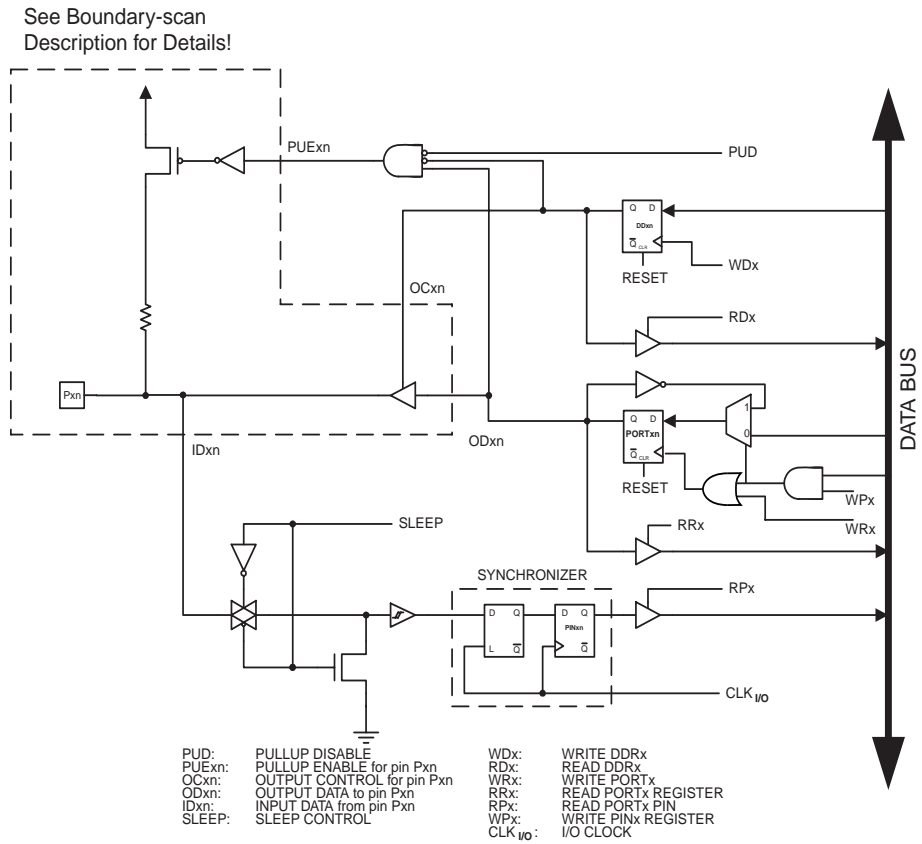 See Boundary-scan
Description for Details!
PUExn
PUD
Q D
DDxn
Q CLR
WDx
RESET
OCxn
RDx
Pxn
1
Q D
ODxn
PORTxn
0
IDxn
Q CLR
RESET
WPx
WRx
RRx
SLEEP
DATA BUS
SYNCHRONIZER
RPx
D Q
D Q
PINxn
L Q
Q
CLK I/O
PUD: PULLUP DISABLE
PUExn: PULLUP ENABLE for pin Pxn
OCxn: OUTPUT CONTROL for pin Pxn
ODxn: OUTPUT DATA to pin Pxn
IDxn: INPUT DATA from pin Pxn
SLEEP: SLEEP CONTROL
WDx: WRITE DDRx
RDx: READ DDRx
WRx: WRITE PORTx
RRx: READ PORTx REGISTER
RPx: READ PORTx PIN
WPx: WRITE PINx REGISTER
CLK I/O : I/O CLOCK